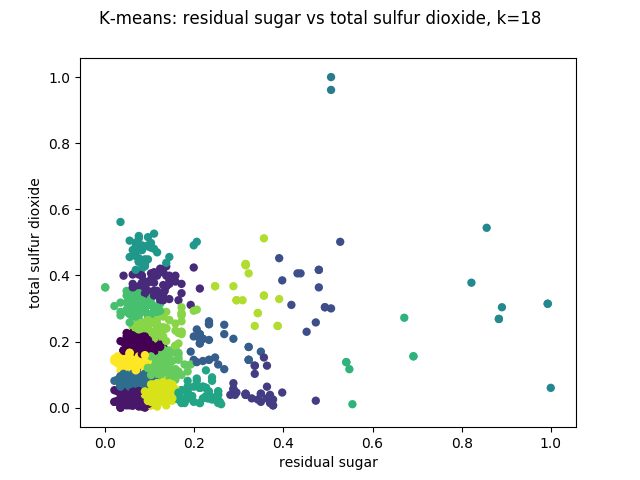 K-means: residual sugar vs total sulfur dioxide, k=18
1.0
0.8
0.6
0.4
0.2
0.0
total sulfur dioxide
0.0 0.2 0.4 0.6 0.8 1.0
residual sugar